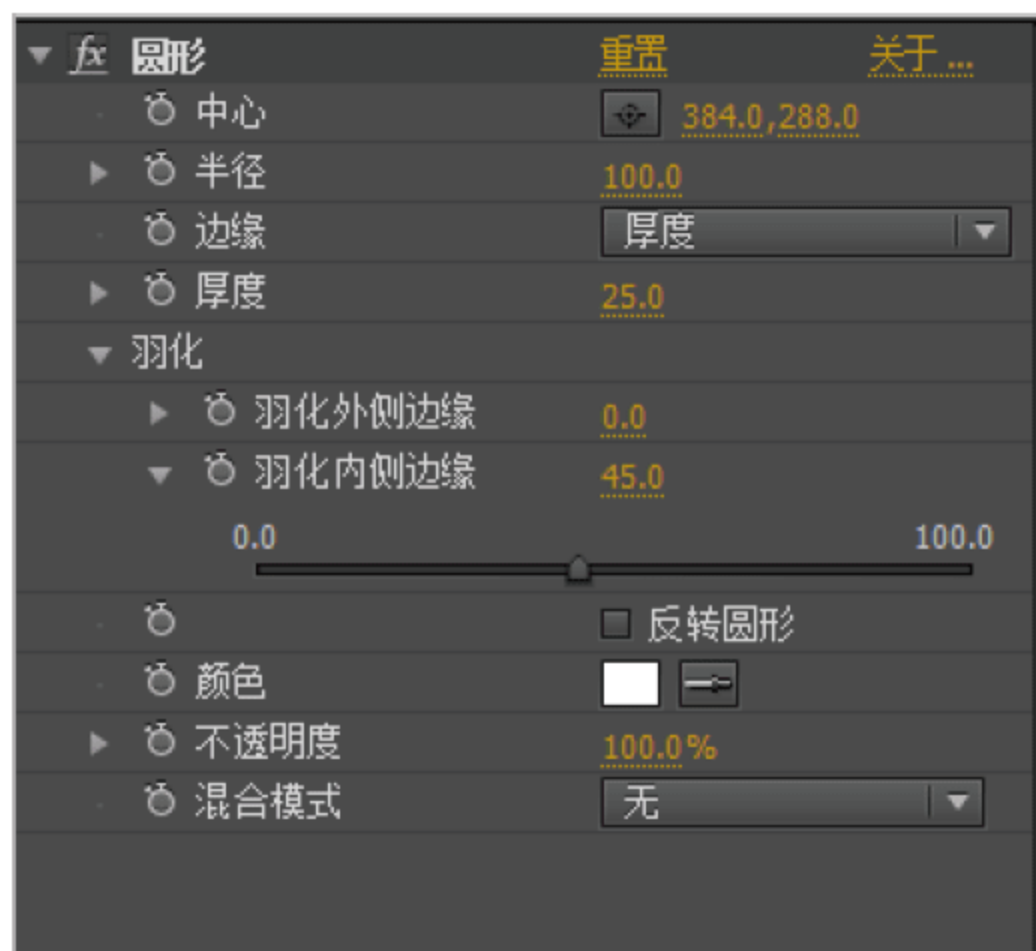 fx 圆形 重置 关于...
中心 384.0,288.0
半径 100.0
边缘 厚度
厚度 25.0
羽化
羽化外侧边缘 0.0
羽化内侧边缘 45.0
0.0 100.0
反转圆形
颜色
不透明度 100.0%
混合模式 无